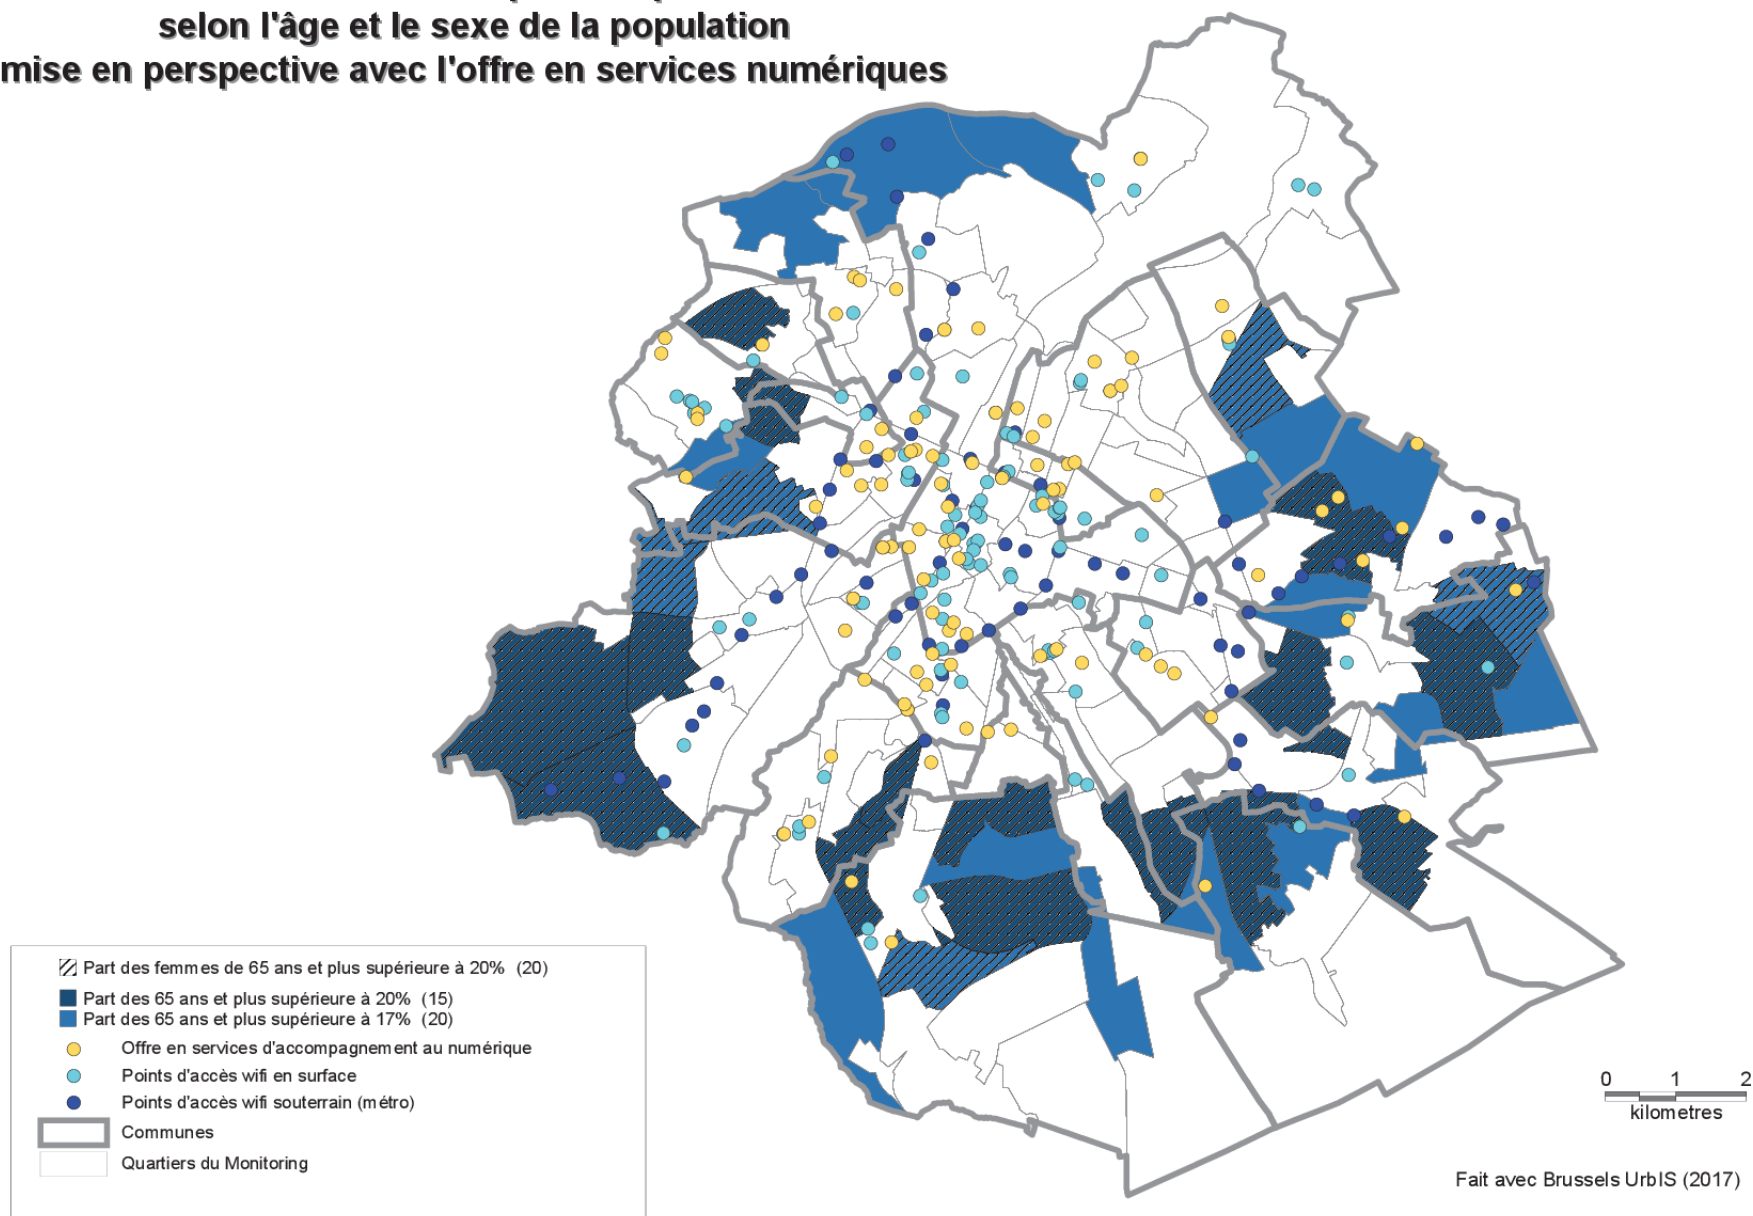 selon l'âge et le sexe de la population
mise en perspective avec l'offre en services numériques
Part des femmes de 65 ans et plus supérieure à 20% (20)
Part des 65 ans et plus supérieure à 20% (15)
Part des 65 ans et plus supérieure à 17% (20)
Offre en services d'accompagnement au numérique
Points d'accès wifi en surface
Points d'accès wifi souterrain (métro)
Communes
Quartiers du Monitoring
0 1 2
kilometres
Fait avec Brussels UrbIS (2017)